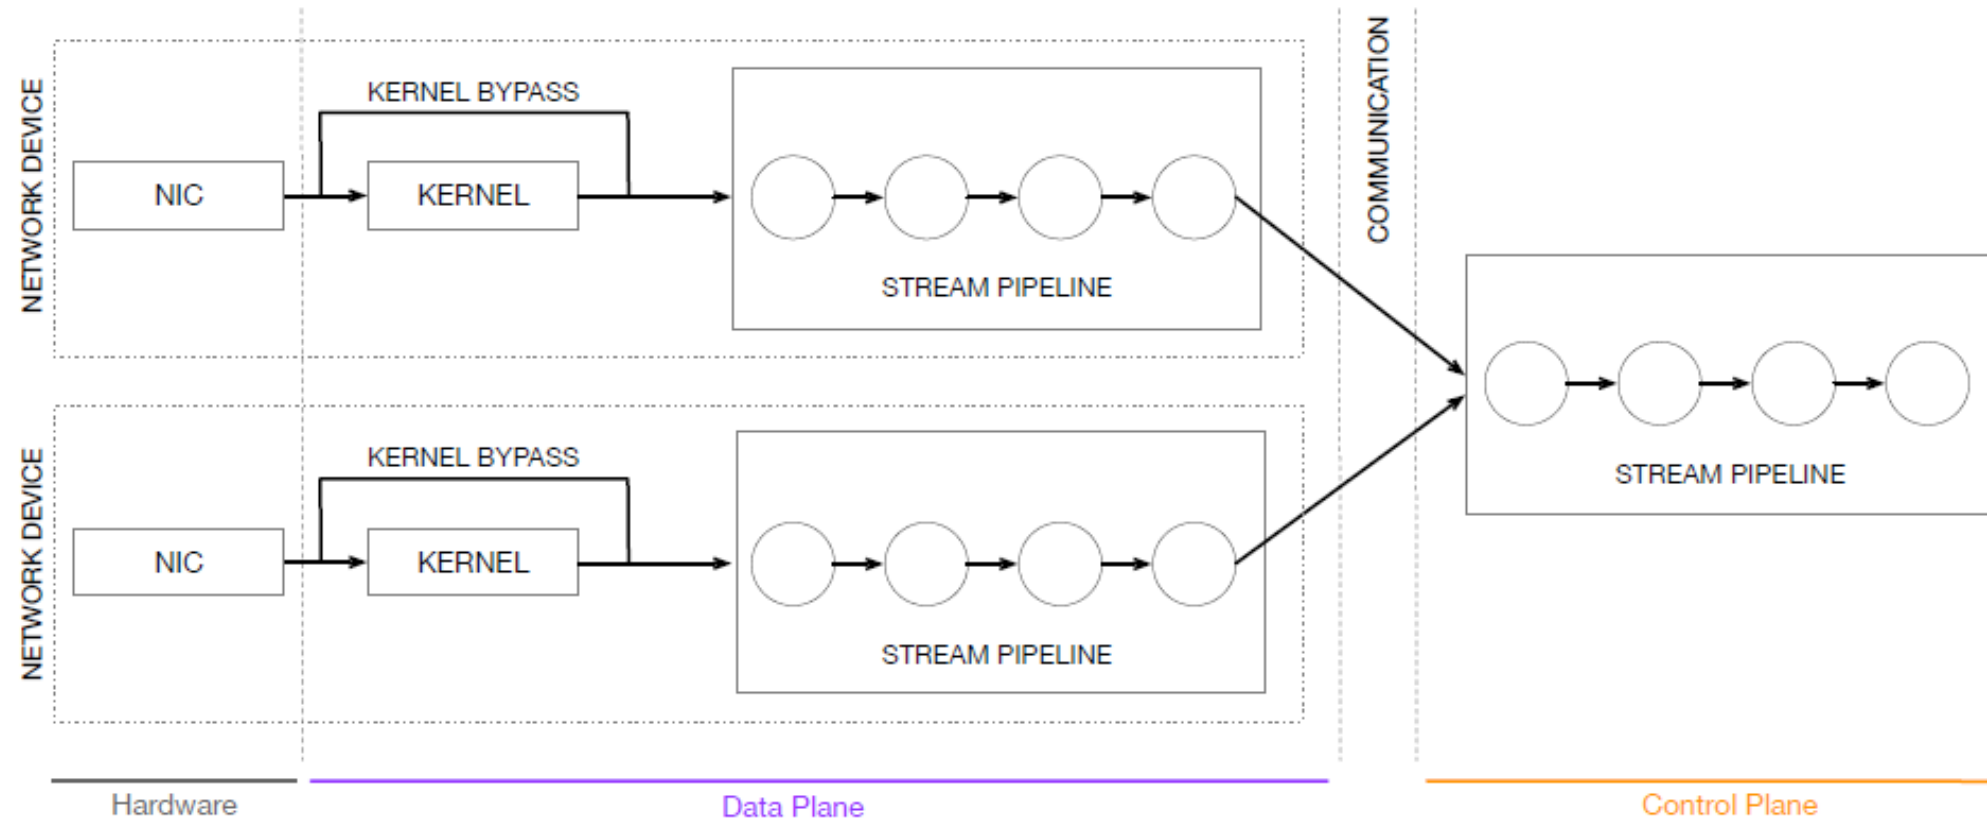 NETWORK DEVICE
KERNEL BYPASS
NIC
KERNEL
STREAM PIPELINE
COMMUNICATION
STREAM PIPELINE
NETWORK DEVICE
KERNEL BYPASS
NIC
KERNEL
STREAM PIPELINE
Hardware
Data Plane
Control Plane